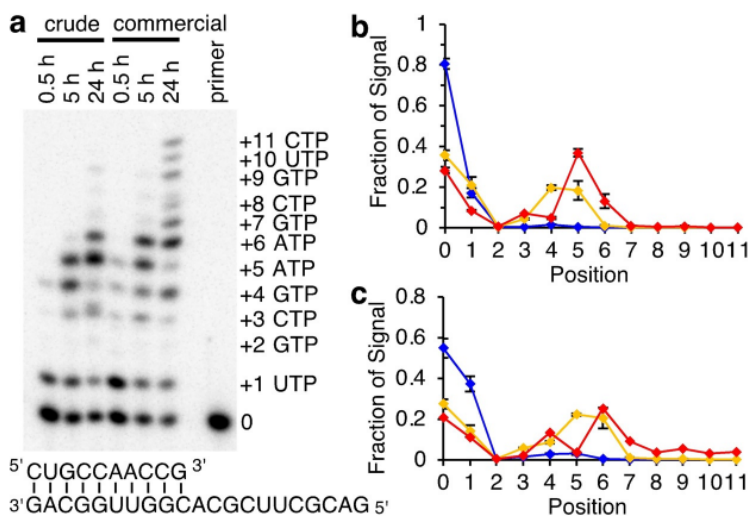 a
crude commercial
0.5 h 5 h 24 h 0.5 h 5 h 24 h primer
+11 CTP
+10 UTP
+9 GTP
+8 CTP
+7 GTP
+6 ATP
+5 ATP
+4 GTP
+3 CTP
+2 GTP
+1 UTP
0
5' CUGCCAACCG 3'
3' GACGGUUGGCACGCUUCGCAG 5'
b
Fraction of Signal
1
0.8
0.6
0.4
0.2
0
0 1 2 3 4 5 6 7 8 9 10 11
Position
c
Fraction of Signal
0.8
0.6
0.4
0.2
0
0 1 2 3 4 5 6 7 8 9 10 11
Position